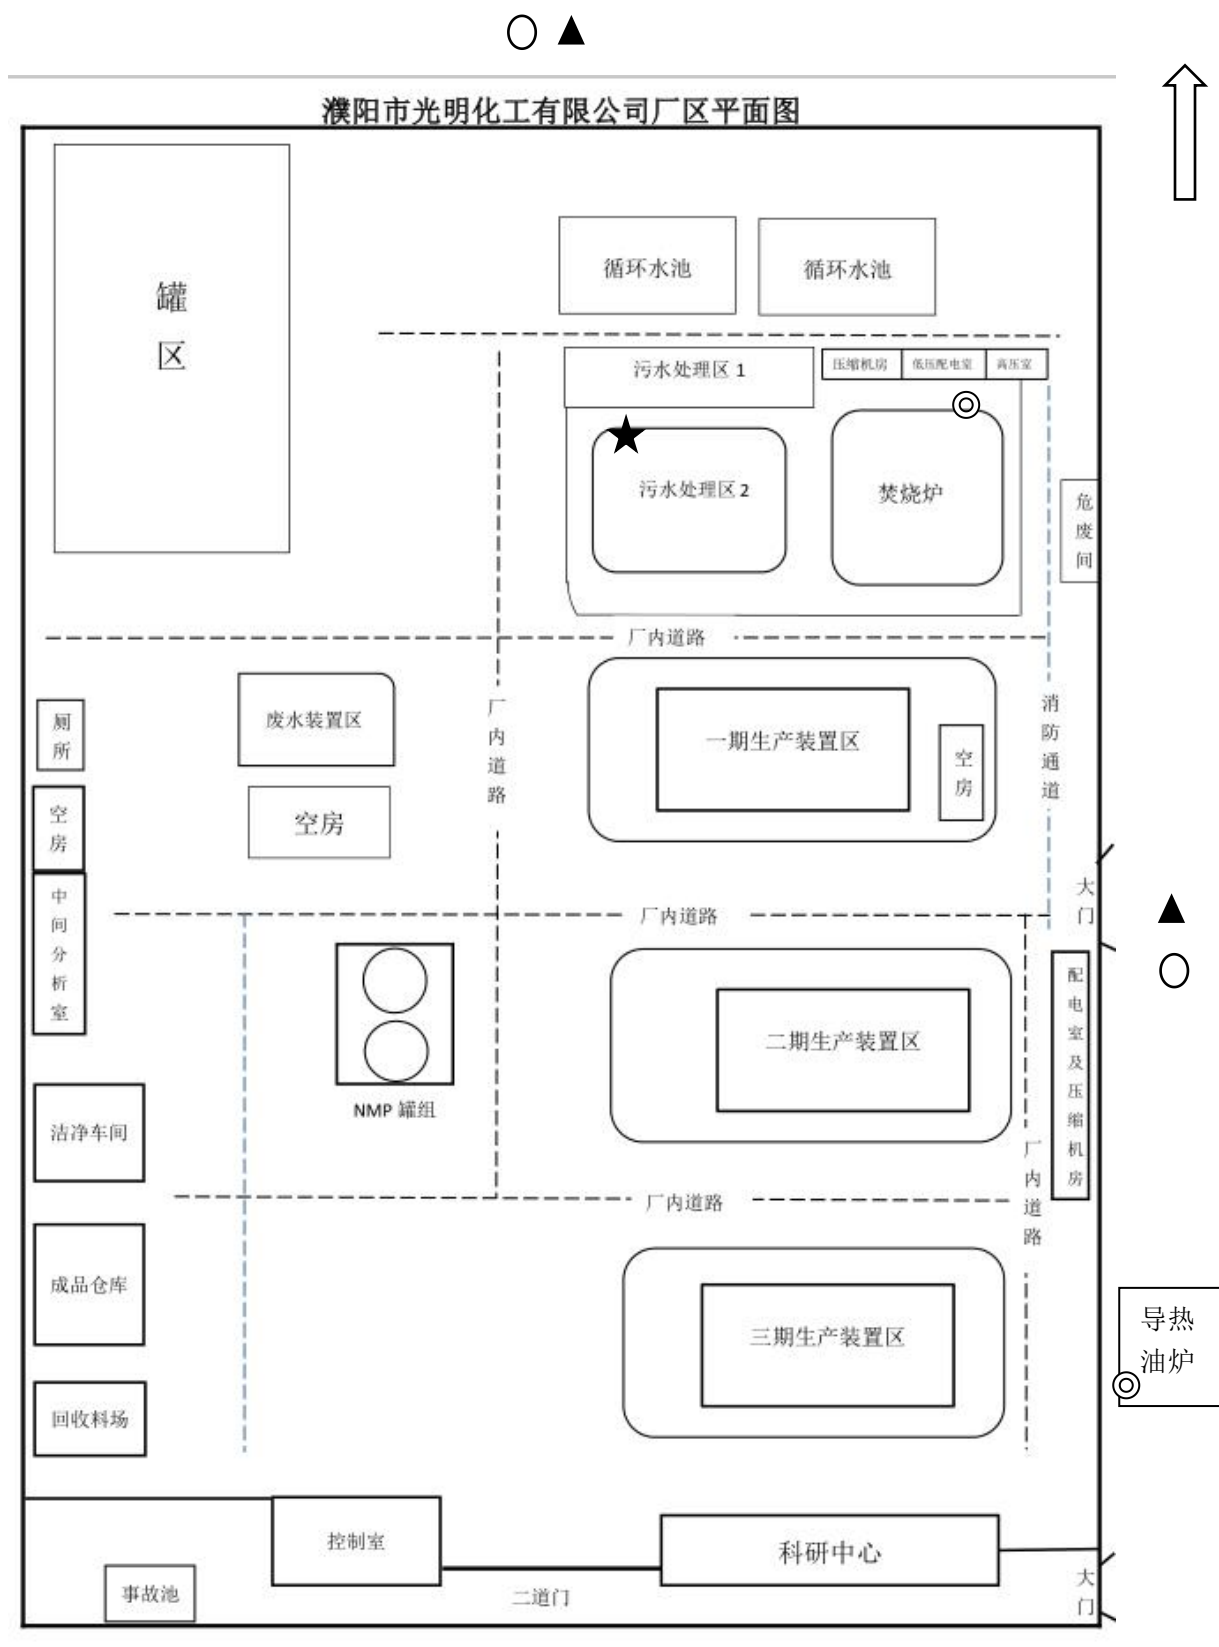 濮阳市光明化工有限公司厂区平面图
罐
区
循环水池
循环水池
污水处理区 1
压缩机房
低压配电室
高压室
污水处理区 2
焚烧炉
危
废
间
厂内道路
厕
所
废水装置区
厂
内
道
路
一期生产装置区
空
房
消
防
通
道
空
房
空房
中
间
分
析
室
厂内道路
大
门
NMP 罐组
二期生产装置区
配
电
室
及
压
缩
机
房
洁净车间
厂内道路
厂
内
道
路
成品仓库
三期生产装置区
导热
油炉
回收料场
控制室
科研中心
事故池
二道门
大
门